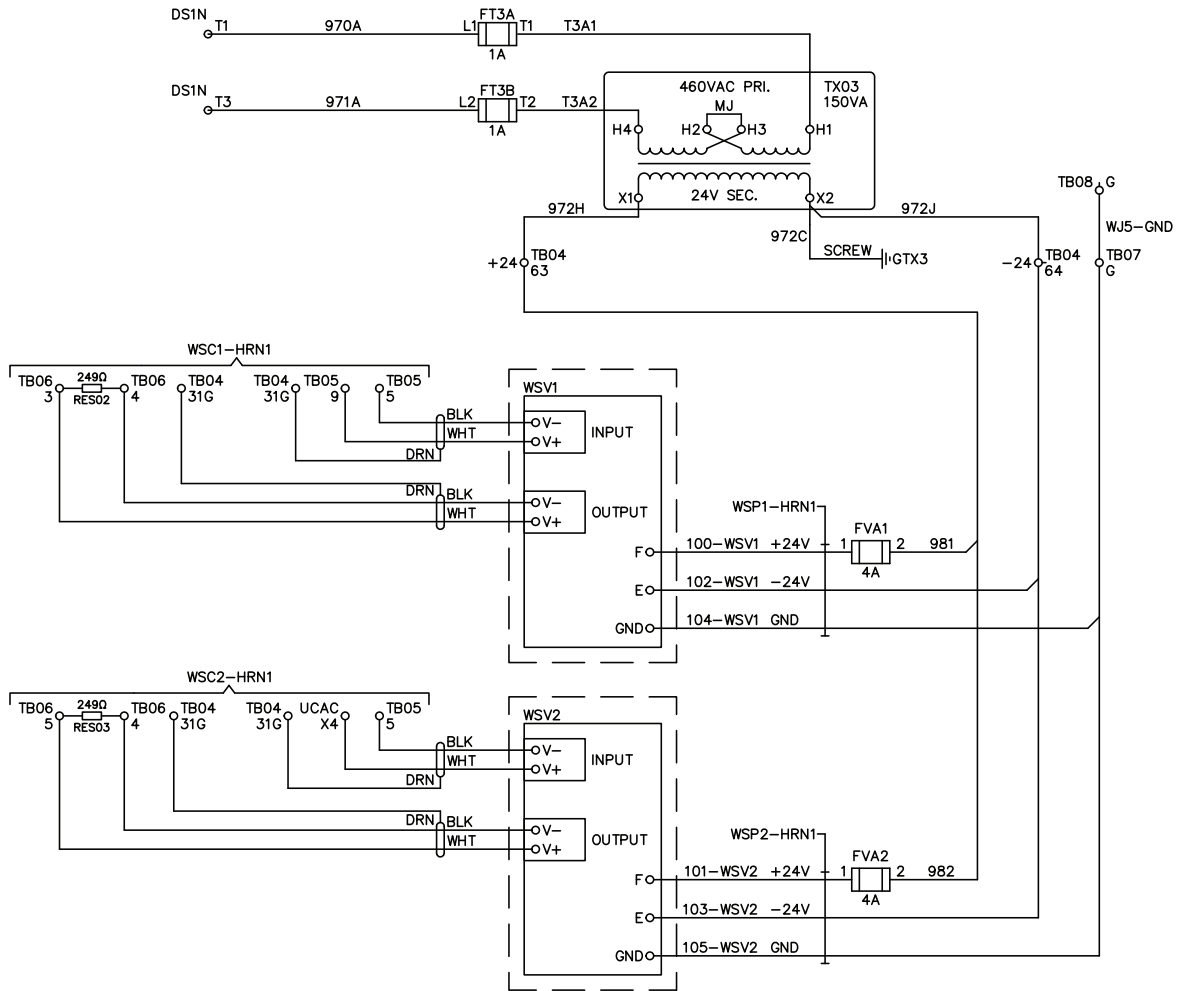 DS1N
T1 970A L1 FT3A T1 T3A1
1A
DS1N
T3 971A L2 FT3B T2 T3A2
1A
460VAC PRI. TX03
MJ 150VA
H4 H2 H3 H1
X1 24V SEC. X2
972H 972J
972C
SCREW GTX3
+24 TB04
63
-24 TB04
64
TB08 G
WJ5-GND
TB07
G
WSC1-HRN1
TB06 249Ω TB06 TB04 TB04 TB05 TB05
3 RES02 4 31G 31G 9 5
WSV1
BLK V-
WHT V+ INPUT
DRN
DRN
BLK V-
WHT V+ OUTPUT
WSP1-HRN1
FVA1
F 100-WSV1 +24V 1 2 981
4A
E 102-WSV1 -24V
GND 104-WSV1 GND
WSC2-HRN1
TB06 249Ω TB06 TB04 TB04 UCAC TB05
5 RES03 4 31G 31G X4 5
WSV2
BLK V-
WHT V+ INPUT
DRN
DRN
BLK V-
WHT V+ OUTPUT
WSP2-HRN1
FVA2
F 101-WSV2 +24V 1 2 982
4A
E 103-WSV2 -24V
GND 105-WSV2 GND